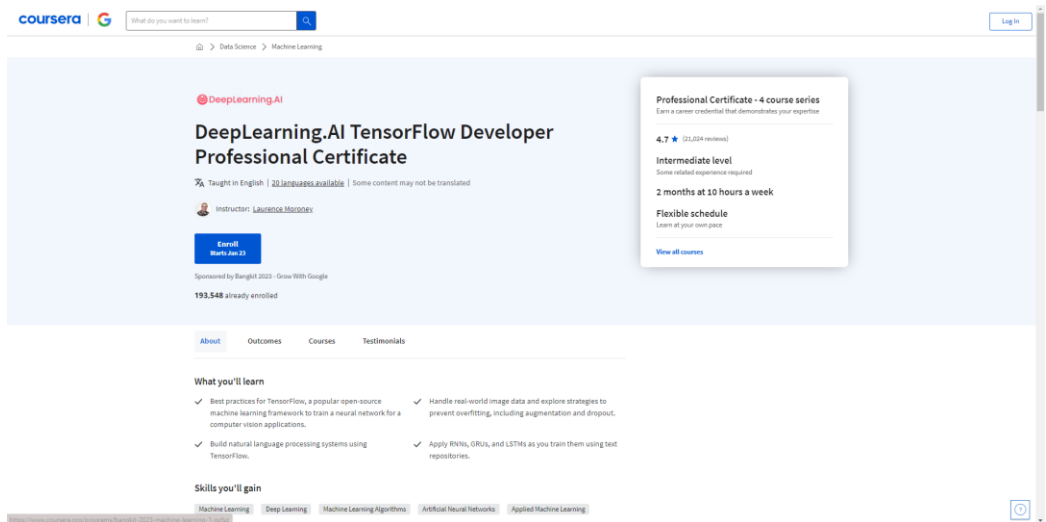 coursera
What do you want to learn?
Log In
Data Science
Machine Learning
DeepLearning.AI
DeepLearning.AI TensorFlow Developer
Professional Certificate
Taught in English | 20 languages available | Some content may not be translated
Instructor: Laurence Moroney
Enroll
Starts Jan 23
Sponsored by Bangkit 2023 - Grow With Google
193,548 already enrolled
Professional Certificate - 4 course series
Earn a career credential that demonstrates your expertise
4.7 ★ (21,024 reviews)
Intermediate level
Some related experience required
2 months at 10 hours a week
Flexible schedule
Learn at your own pace
View all courses
About
Outcomes
Courses
Testimonials
What you'll learn
Best practices for TensorFlow, a popular open-source
machine learning framework to train a neural network for a
computer vision applications.
Handle real-world image data and explore strategies to
prevent overfitting, including augmentation and dropout.
Build natural language processing systems using
TensorFlow.
Apply RNNs, GRUs, and LSTMs as you train them using text
repositories.
Skills you'll gain
Machine Learning
Deep Learning
Machine Learning Algorithms
Artificial Neural Networks
Applied Machine Learning